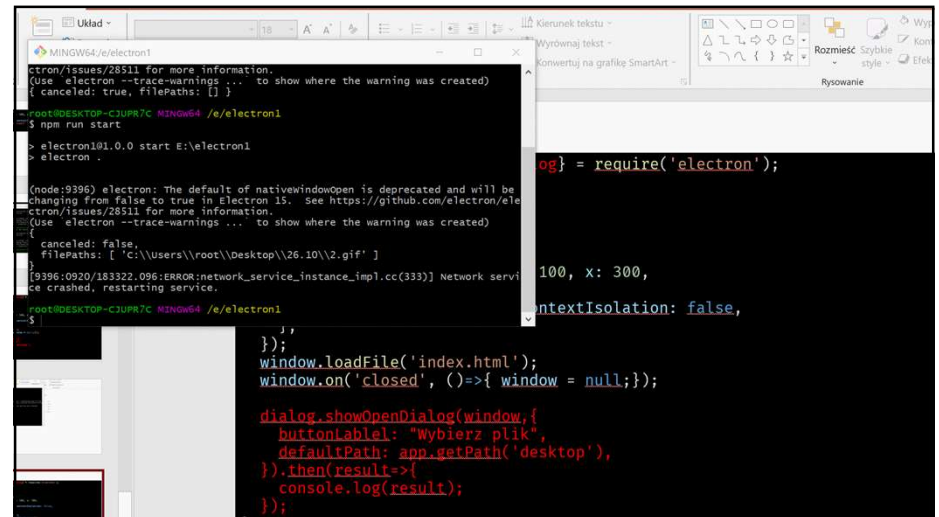 Układ
18
Kierunek tekstu
Wyrównaj tekst
Konwertuj na grafikę SmartArt
Rozmieść
Szybkie
style
Rysowanie
MINGW64:/e/electron1
ctron/issues/28511 for more information.
(Use `electron --trace-warnings ...` to show where the warning was created)
{ canceled: true, filePaths: [] }
root@DESKTOP-CJUPR7C MINGW64 /e/electron1
$ npm run start
> electron1@1.0.0 start E:\electron1
> electron .
(node:9396) electron: The default of nativeWindowOpen is deprecated and will be
changing from false to true in Electron 15.  See https://github.com/electron/ele
ctron/issues/28511 for more information.
(Use `electron --trace-warnings ...` to show where the warning was created)
{
  canceled: false,
  filePaths: [ 'C:\\Users\\root\\Desktop\\26.10\\2.gif' ]
}
[9396:0920/183322.096:ERROR:network_service_instance_impl.cc(333)] Network servi
ce crashed, restarting service.
root@DESKTOP-CJUPR7C MINGW64 /e/electron1
$
og} = require('electron');
100, x: 300,
ontextIsolation: false,
  },
});
window.loadFile('index.html');
window.on('closed', ()=>{ window = null;});
dialog.showOpenDialog(window,{
  buttonLablel: "Wybierz plik",
  defaultPath: app.getPath('desktop'),
}).then(result=>{
  console.log(result);
});